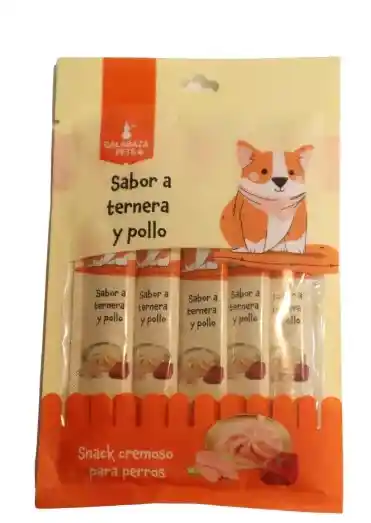 CALABAZA
PETS
Sabor a
ternera
y pollo
Sabor a
ternera
y pollo
Sabor a
ternera
y pollo
Sabor a
ternera
y pollo
Sabor a
ternera
y pollo
Sabor a
ternera
y pollo
Snack cremoso
para perros